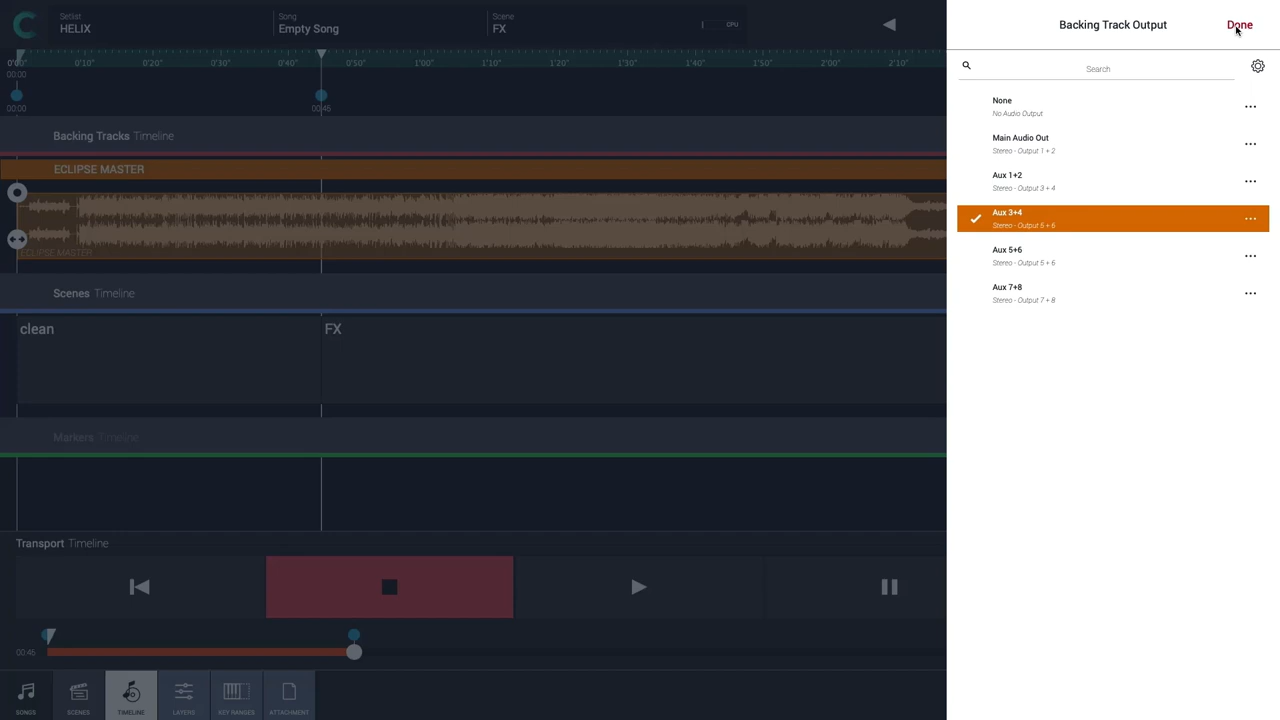 Setlist
HELIX
Song
Empty Song
Scene
FX
CPU
Backing Track Output
Done
Search
0'00"
0'10"
0'20"
0'30"
0'40"
0'50"
1'00"
1'10"
1'20"
1'30"
1'40"
1'50"
2'00"
2'10"
00:00
00:00
00:45
Backing Tracks Timeline
ECLIPSE MASTER
ECLIPSE MASTER
Scenes Timeline
clean
FX
Markers Timeline
Transport Timeline
00:46
SONGS
SCENES
TIMELINE
LAYERS
KEY RANGES
ATTACHMENT
None
No Audio Output
Main Audio Out
Stereo - Output 1 + 2
Aux 1+2
Stereo - Output 3 + 4
Aux 3+4
Stereo - Output 5 + 6
Aux 5+6
Stereo - Output 5 + 6
Aux 7+8
Stereo - Output 7 + 8